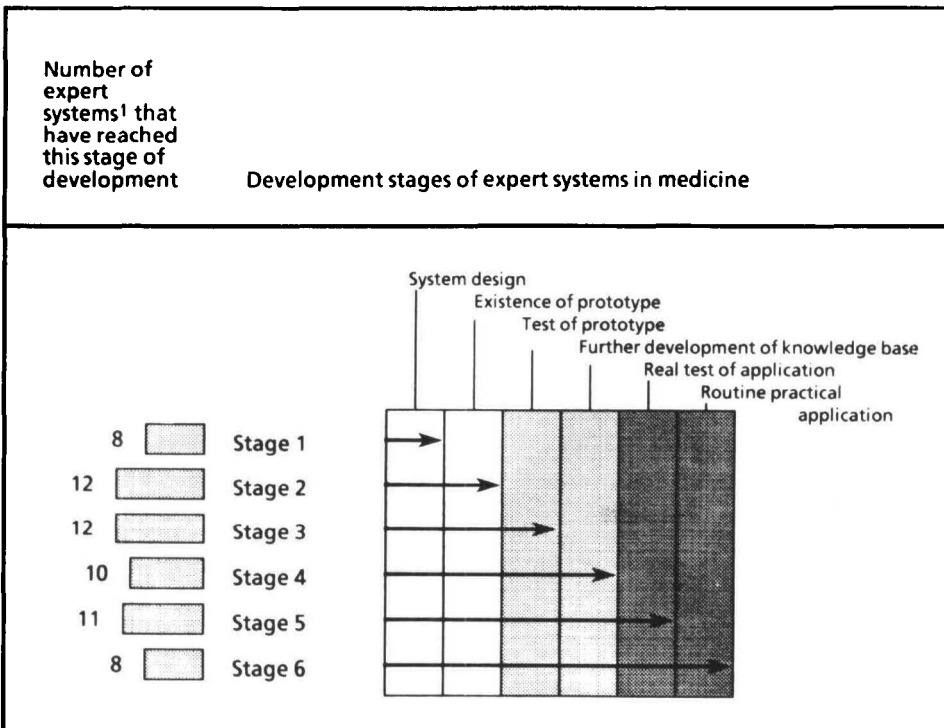 Number of
expert
systems¹ that
have reached
this stage of
development
Development stages of expert systems in medicine
System design
Existence of prototype
Test of prototype
Further development of knowledge base
Real test of application
Routine practical
application
8 Stage 1
12 Stage 2
12 Stage 3
10 Stage 4
11 Stage 5
8 Stage 6